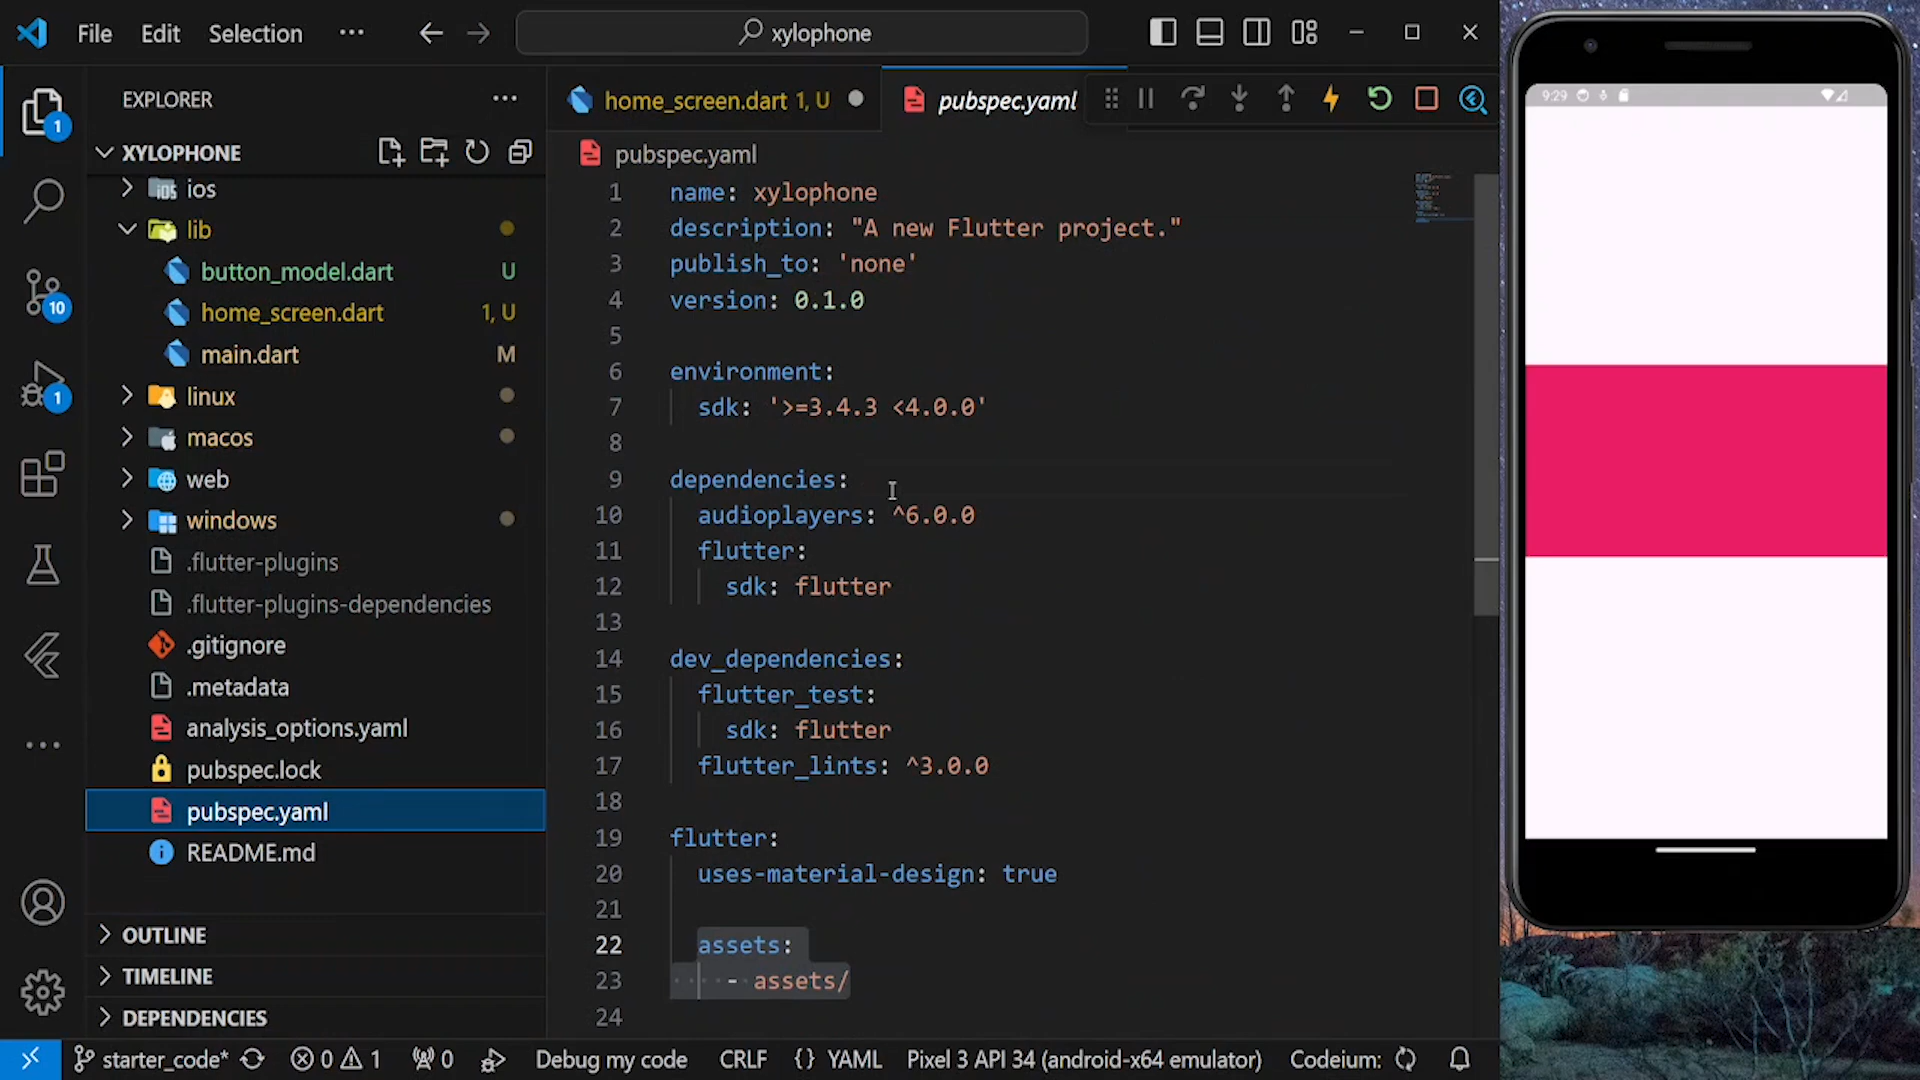 File Edit Selection ···
xylophone
EXPLORER
XYLOPHONE
ios
lib
button_model.dart U
home_screen.dart 1, U
main.dart M
linux
macos
web
windows
.flutter-plugins
.flutter-plugins-dependencies
.gitignore
.metadata
analysis_options.yaml
pubspec.lock
pubspec.yaml
README.md
OUTLINE
TIMELINE
DEPENDENCIES
1
10
1
home_screen.dart 1, U
pubspec.yaml
pubspec.yaml
1 name: xylophone
2 description: "A new Flutter project."
3 publish_to: 'none'
4 version: 0.1.0
5
6 environment:
7 sdk: '>=3.4.3 <4.0.0'
8
9 dependencies:
10 audioplayers: ^6.0.0
11 flutter:
12 sdk: flutter
13
14 dev_dependencies:
15 flutter_test:
16 sdk: flutter
17 flutter_lints: ^3.0.0
18
19 flutter:
20 uses-material-design: true
21
22 assets:
23 - assets/
24
starter_code* 0 1 0 Debug my code CRLF {} YAML Pixel 3 API 34 (android-x64 emulator) Codeium:
9:29